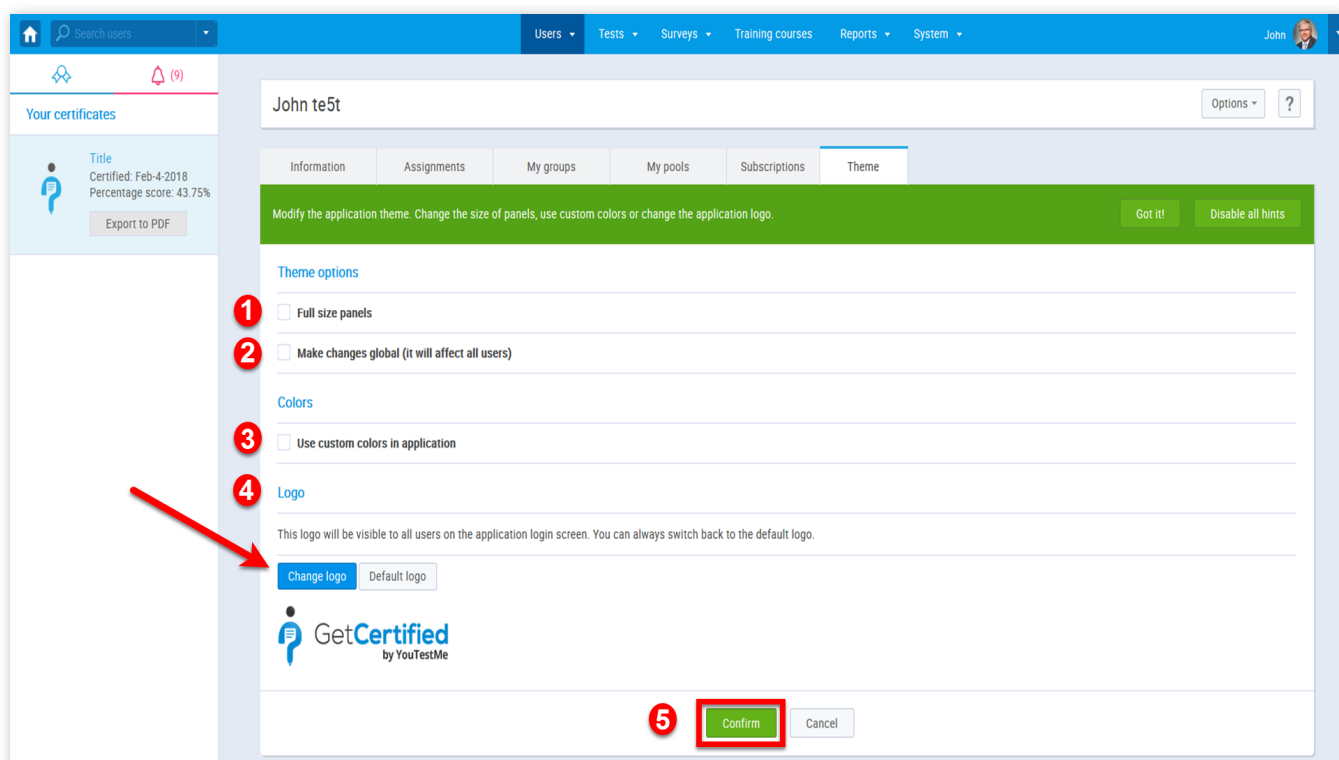 Search users
Users
Tests
Surveys
Training courses
Reports
System
John
(9)
Your certificates
Title
Certified: Feb-4-2018
Percentage score: 43.75%
Export to PDF
John te5t
Options
?
Information
Assignments
My groups
My pools
Subscriptions
Theme
Modify the application theme. Change the size of panels, use custom colors or change the application logo.
Got it!
Disable all hints
Theme options
1
Full size panels
2
Make changes global (it will affect all users)
Colors
3
Use custom colors in application
4
Logo
This logo will be visible to all users on the application login screen. You can always switch back to the default logo.
Change logo
Default logo
GetCertified
by YouTestMe
5
Confirm
Cancel